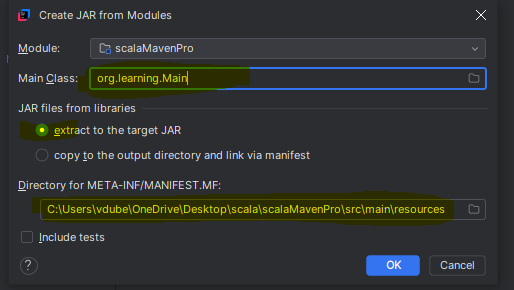 Create JAR from Modules
Module: scalaMavenPro
Main Class: org.learning.Main
JAR files from libraries
extract to the target JAR
copy to the output directory and link via manifest
Directory for META-INF/MANIFEST.MF:
C:\Users\vdube\OneDrive\Desktop\scala\scalaMavenPro\src\main\resources
Include tests
? OK Cancel